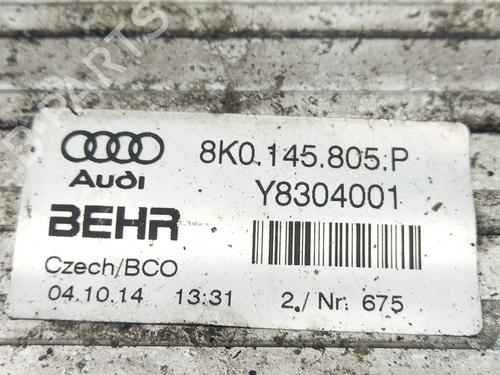 8K0.145.805.P
Audi
Y8304001
BEHR
Czech/BCO
04.10.14 13:31 2./ Nr: 675
B-PARTS